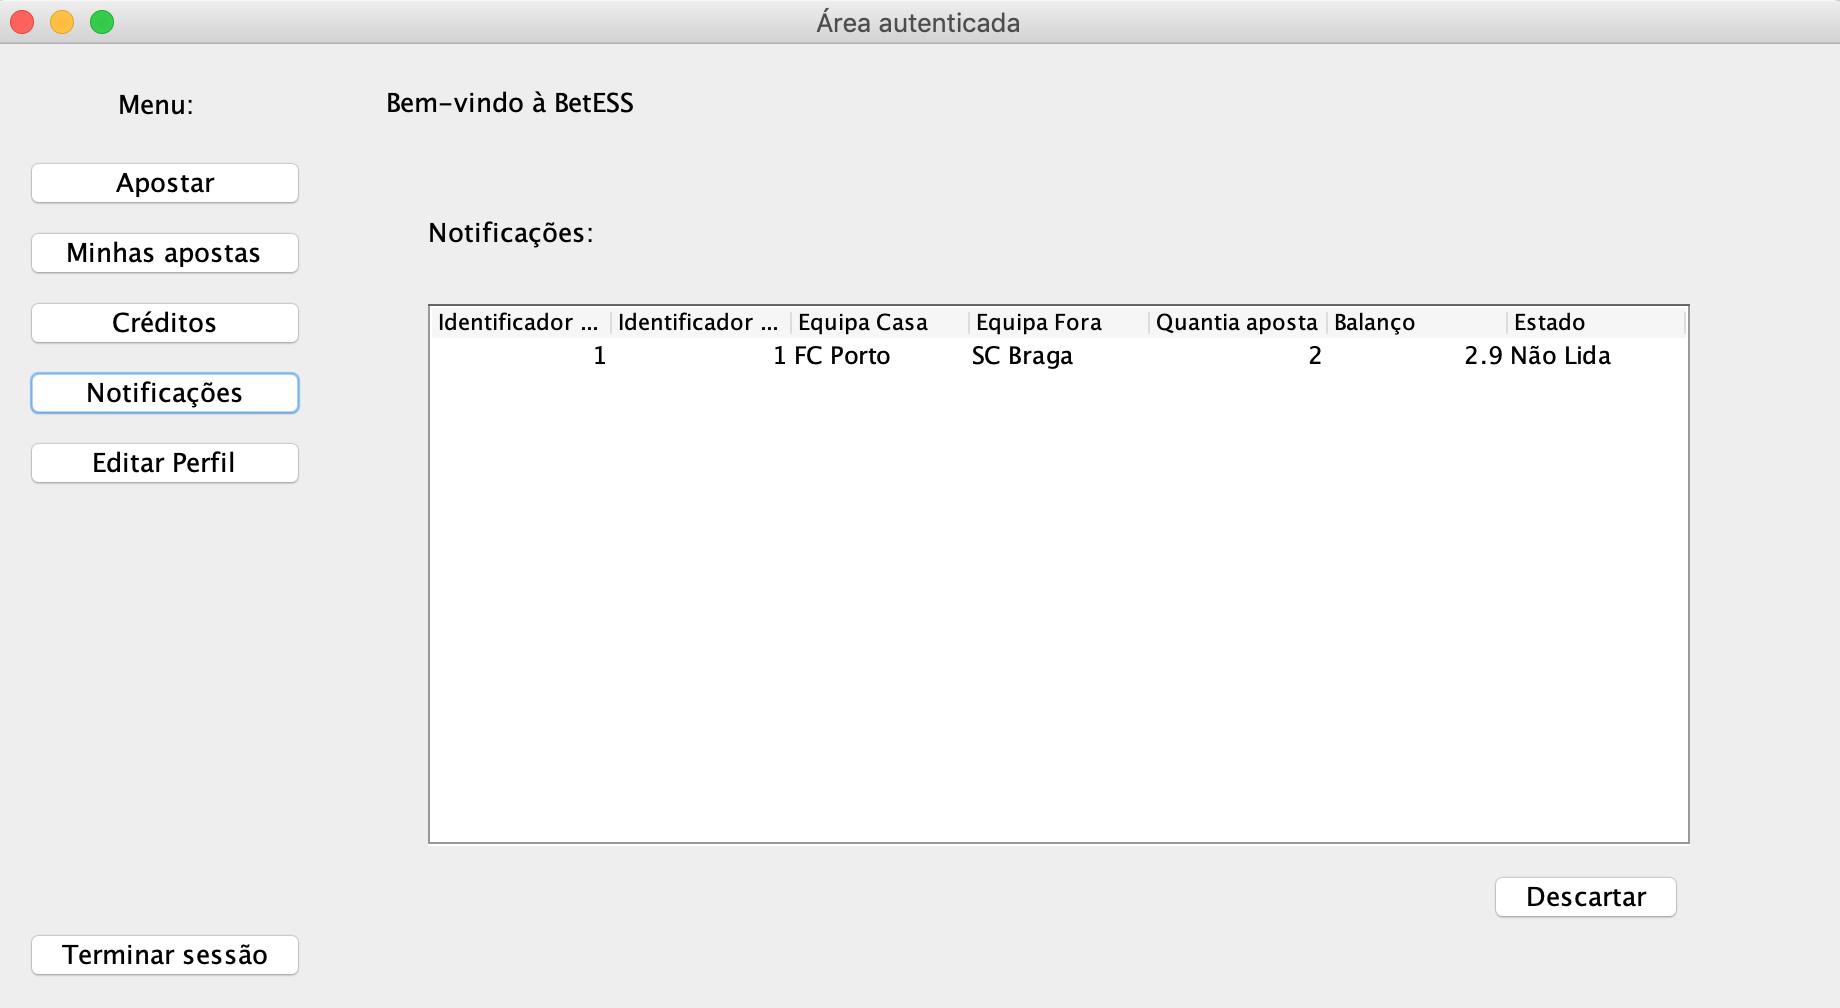 Área autenticada
Menu:
Bem-vindo à BetESS
Apostar
Minhas apostas
Créditos
Notificações
Editar Perfil
Terminar sessão
Notificações:
Identificador ... Identificador ... Equipa Casa Equipa Fora Quantia aposta Balanço Estado
1 1 FC Porto SC Braga 2 2.9 Não Lida
Descartar